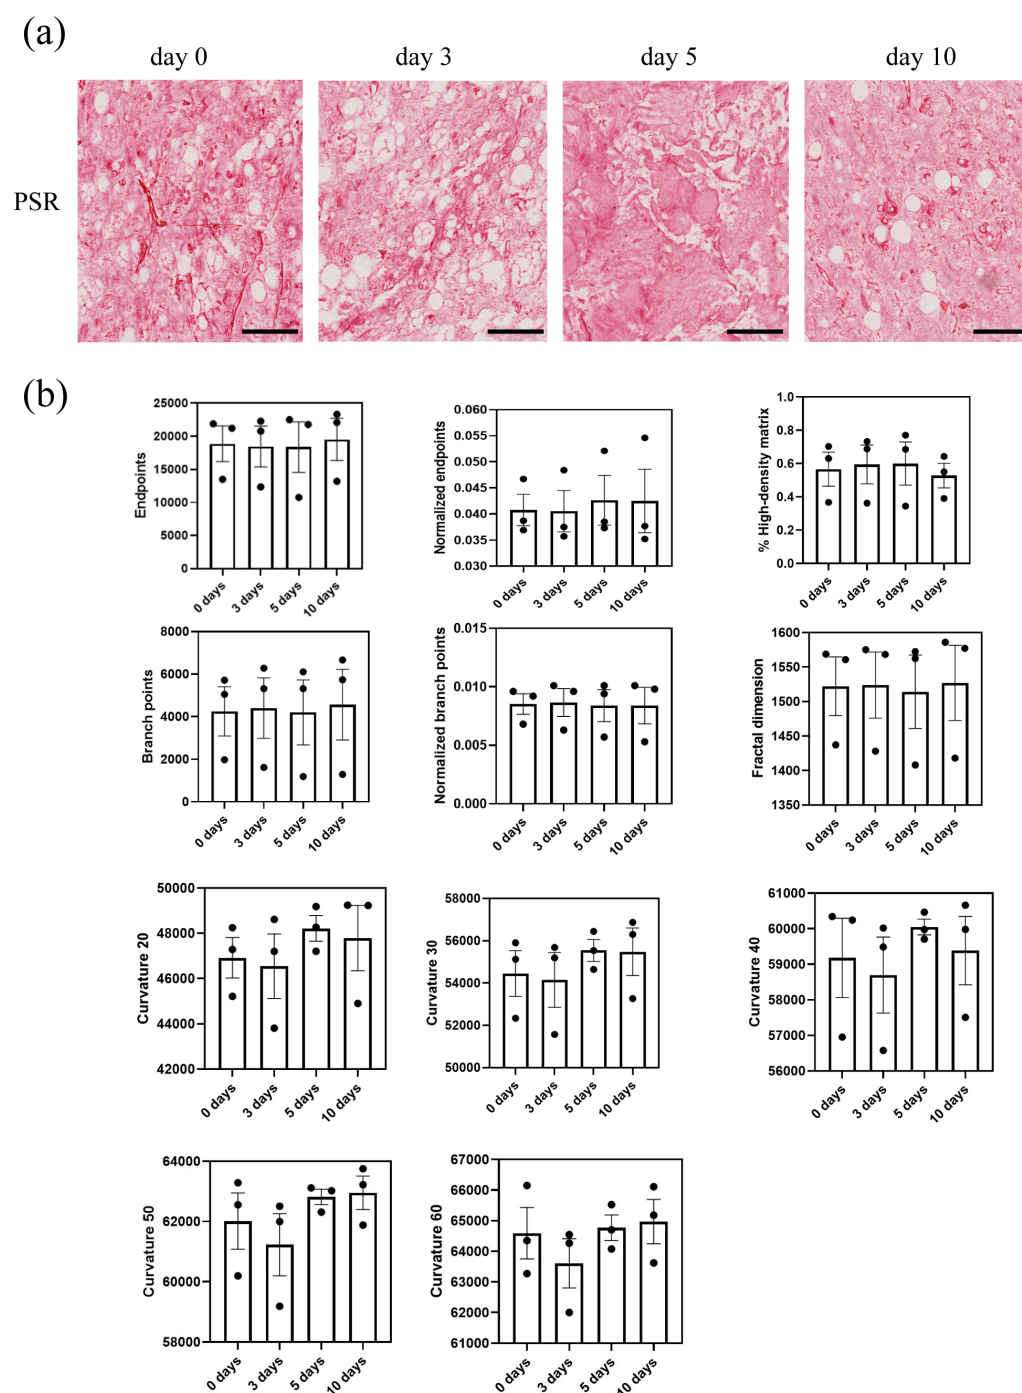 (a)
day 0 day 3 day 5 day 10
PSR
(b)
Endpoints
25000
20000
15000
10000
5000
0
0 days 3 days 5 days 10 days
Normalized endpoints
0.060
0.055
0.050
0.045
0.040
0.035
0.030
0 days 3 days 5 days 10 days
% High-density matrix
1.0
0.8
0.6
0.4
0.2
0.0
0 days 3 days 5 days 10 days
Branch points
8000
6000
4000
2000
0
0 days 3 days 5 days 10 days
Normalized branch points
0.015
0.010
0.005
0.000
0 days 3 days 5 days 10 days
Fractal dimension
1600
1550
1500
1450
1400
1350
0 days 3 days 5 days 10 days
Curvature 20
50000
48000
46000
44000
42000
0 days 3 days 5 days 10 days
Curvature 30
58000
56000
54000
52000
50000
0 days 3 days 5 days 10 days
Curvature 40
61000
60000
59000
58000
57000
56000
0 days 3 days 5 days 10 days
Curvature 50
64000
62000
60000
58000
0 days 3 days 5 days 10 days
Curvature 60
67000
66000
65000
64000
63000
62000
61000
0 days 3 days 5 days 10 days